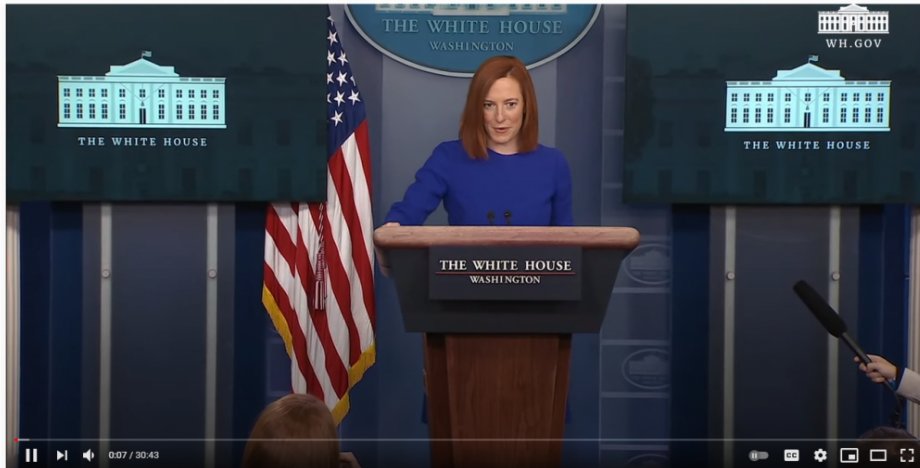 THE WHITE HOUSE
WASHINGTON
WH.GOV
THE WHITE HOUSE
THE WHITE HOUSE
THE WHITE HOUSE
WASHINGTON
0:07 / 30:43
CC